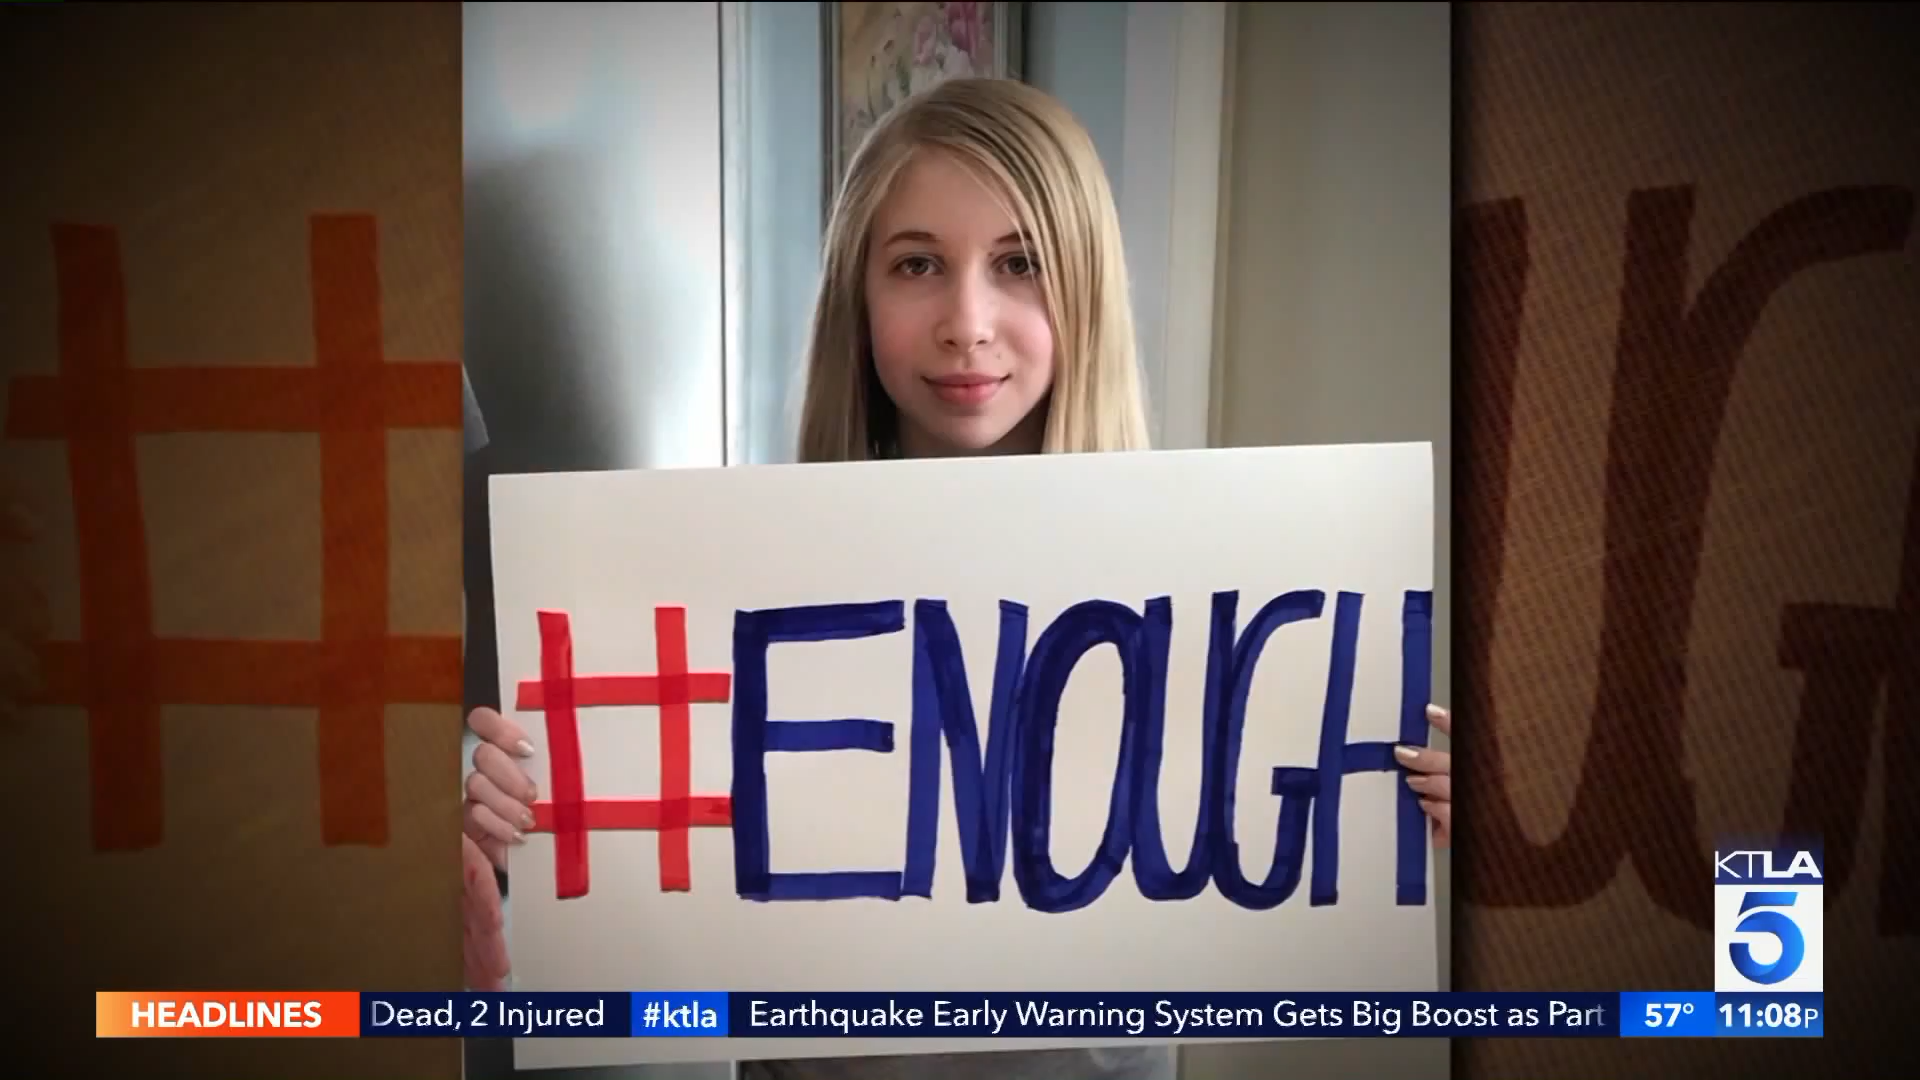 #ENOUGH
KTLA
5
HEADLINES
Dead, 2 Injured
#ktla
Earthquake Early Warning System Gets Big Boost as Part
57°
11:08P